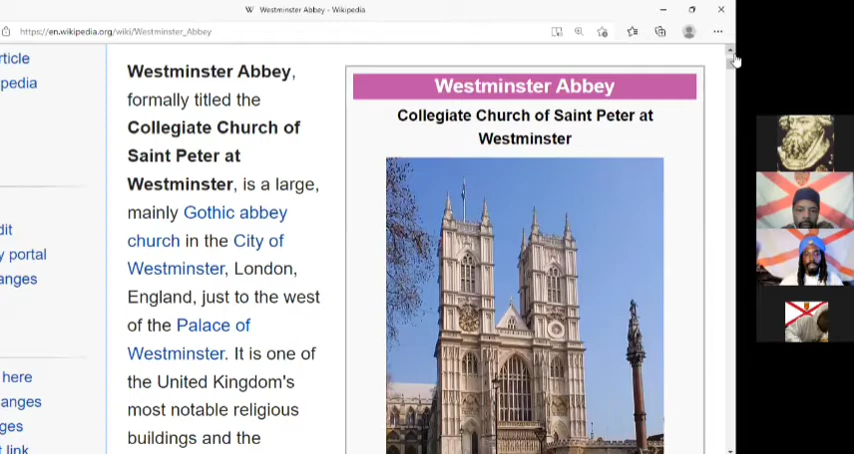 Westminster Abbey - Wikipedia
https://en.wikipedia.org/wiki/Westminster_Abbey
rticle
pedia
dit
y portal
anges
here
anges
ges
t link
Westminster Abbey,
formally titled the
Collegiate Church of
Saint Peter at
Westminster, is a large,
mainly Gothic abbey
church in the City of
Westminster, London,
England, just to the west
of the Palace of
Westminster. It is one of
the United Kingdom's
most notable religious
buildings and the
Westminster Abbey
Collegiate Church of Saint Peter at
Westminster